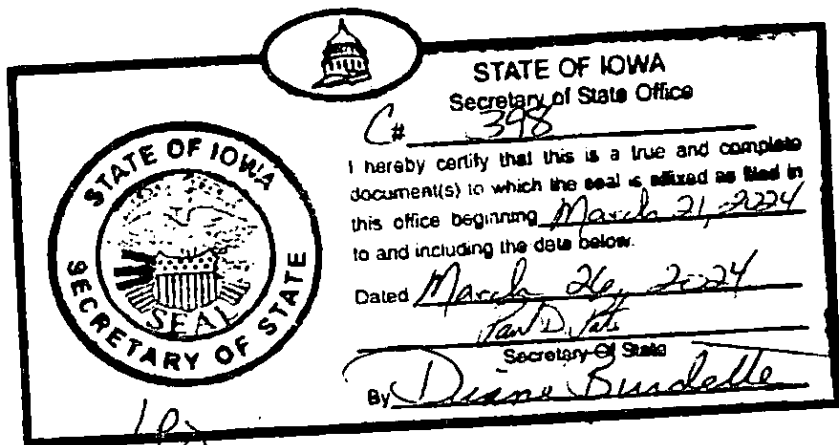 STATE OF IOWA
Secretary of State Office
C# 398
I hereby certify that this is a true and complete
document(s) to which the seal is affixed as filed in
this office beginning March 21, 2024
to and including the date below.
Dated March 26, 2024
Paul D. Pate
Secretary Of State
By Diane Burdette
STATE OF IOWA
SECRETARY OF STATE
SEAL